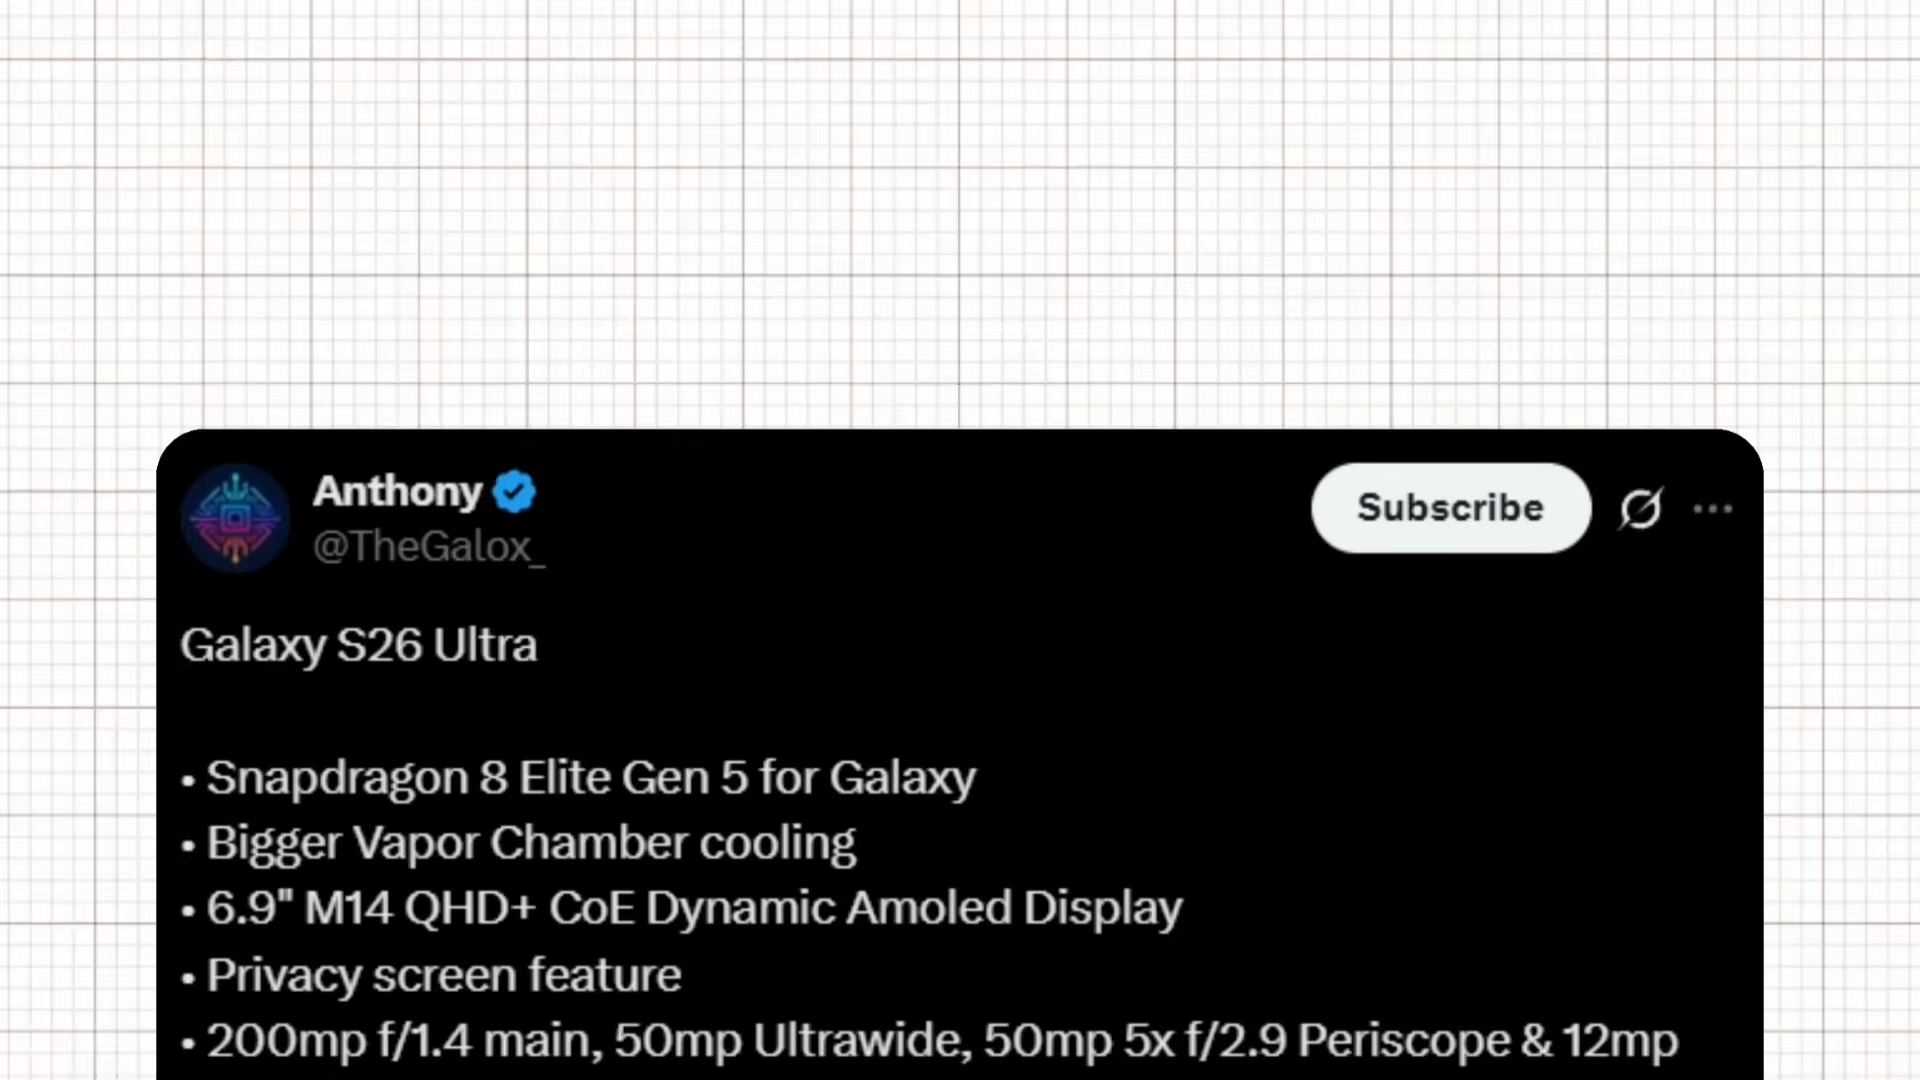 Anthony
@TheGalox_
Subscribe
Galaxy S26 Ultra
• Snapdragon 8 Elite Gen 5 for Galaxy
• Bigger Vapor Chamber cooling
• 6.9" M14 QHD+ CoE Dynamic Amoled Display
• Privacy screen feature
• 200mp f/1.4 main, 50mp Ultrawide, 50mp 5x f/2.9 Periscope & 12mp